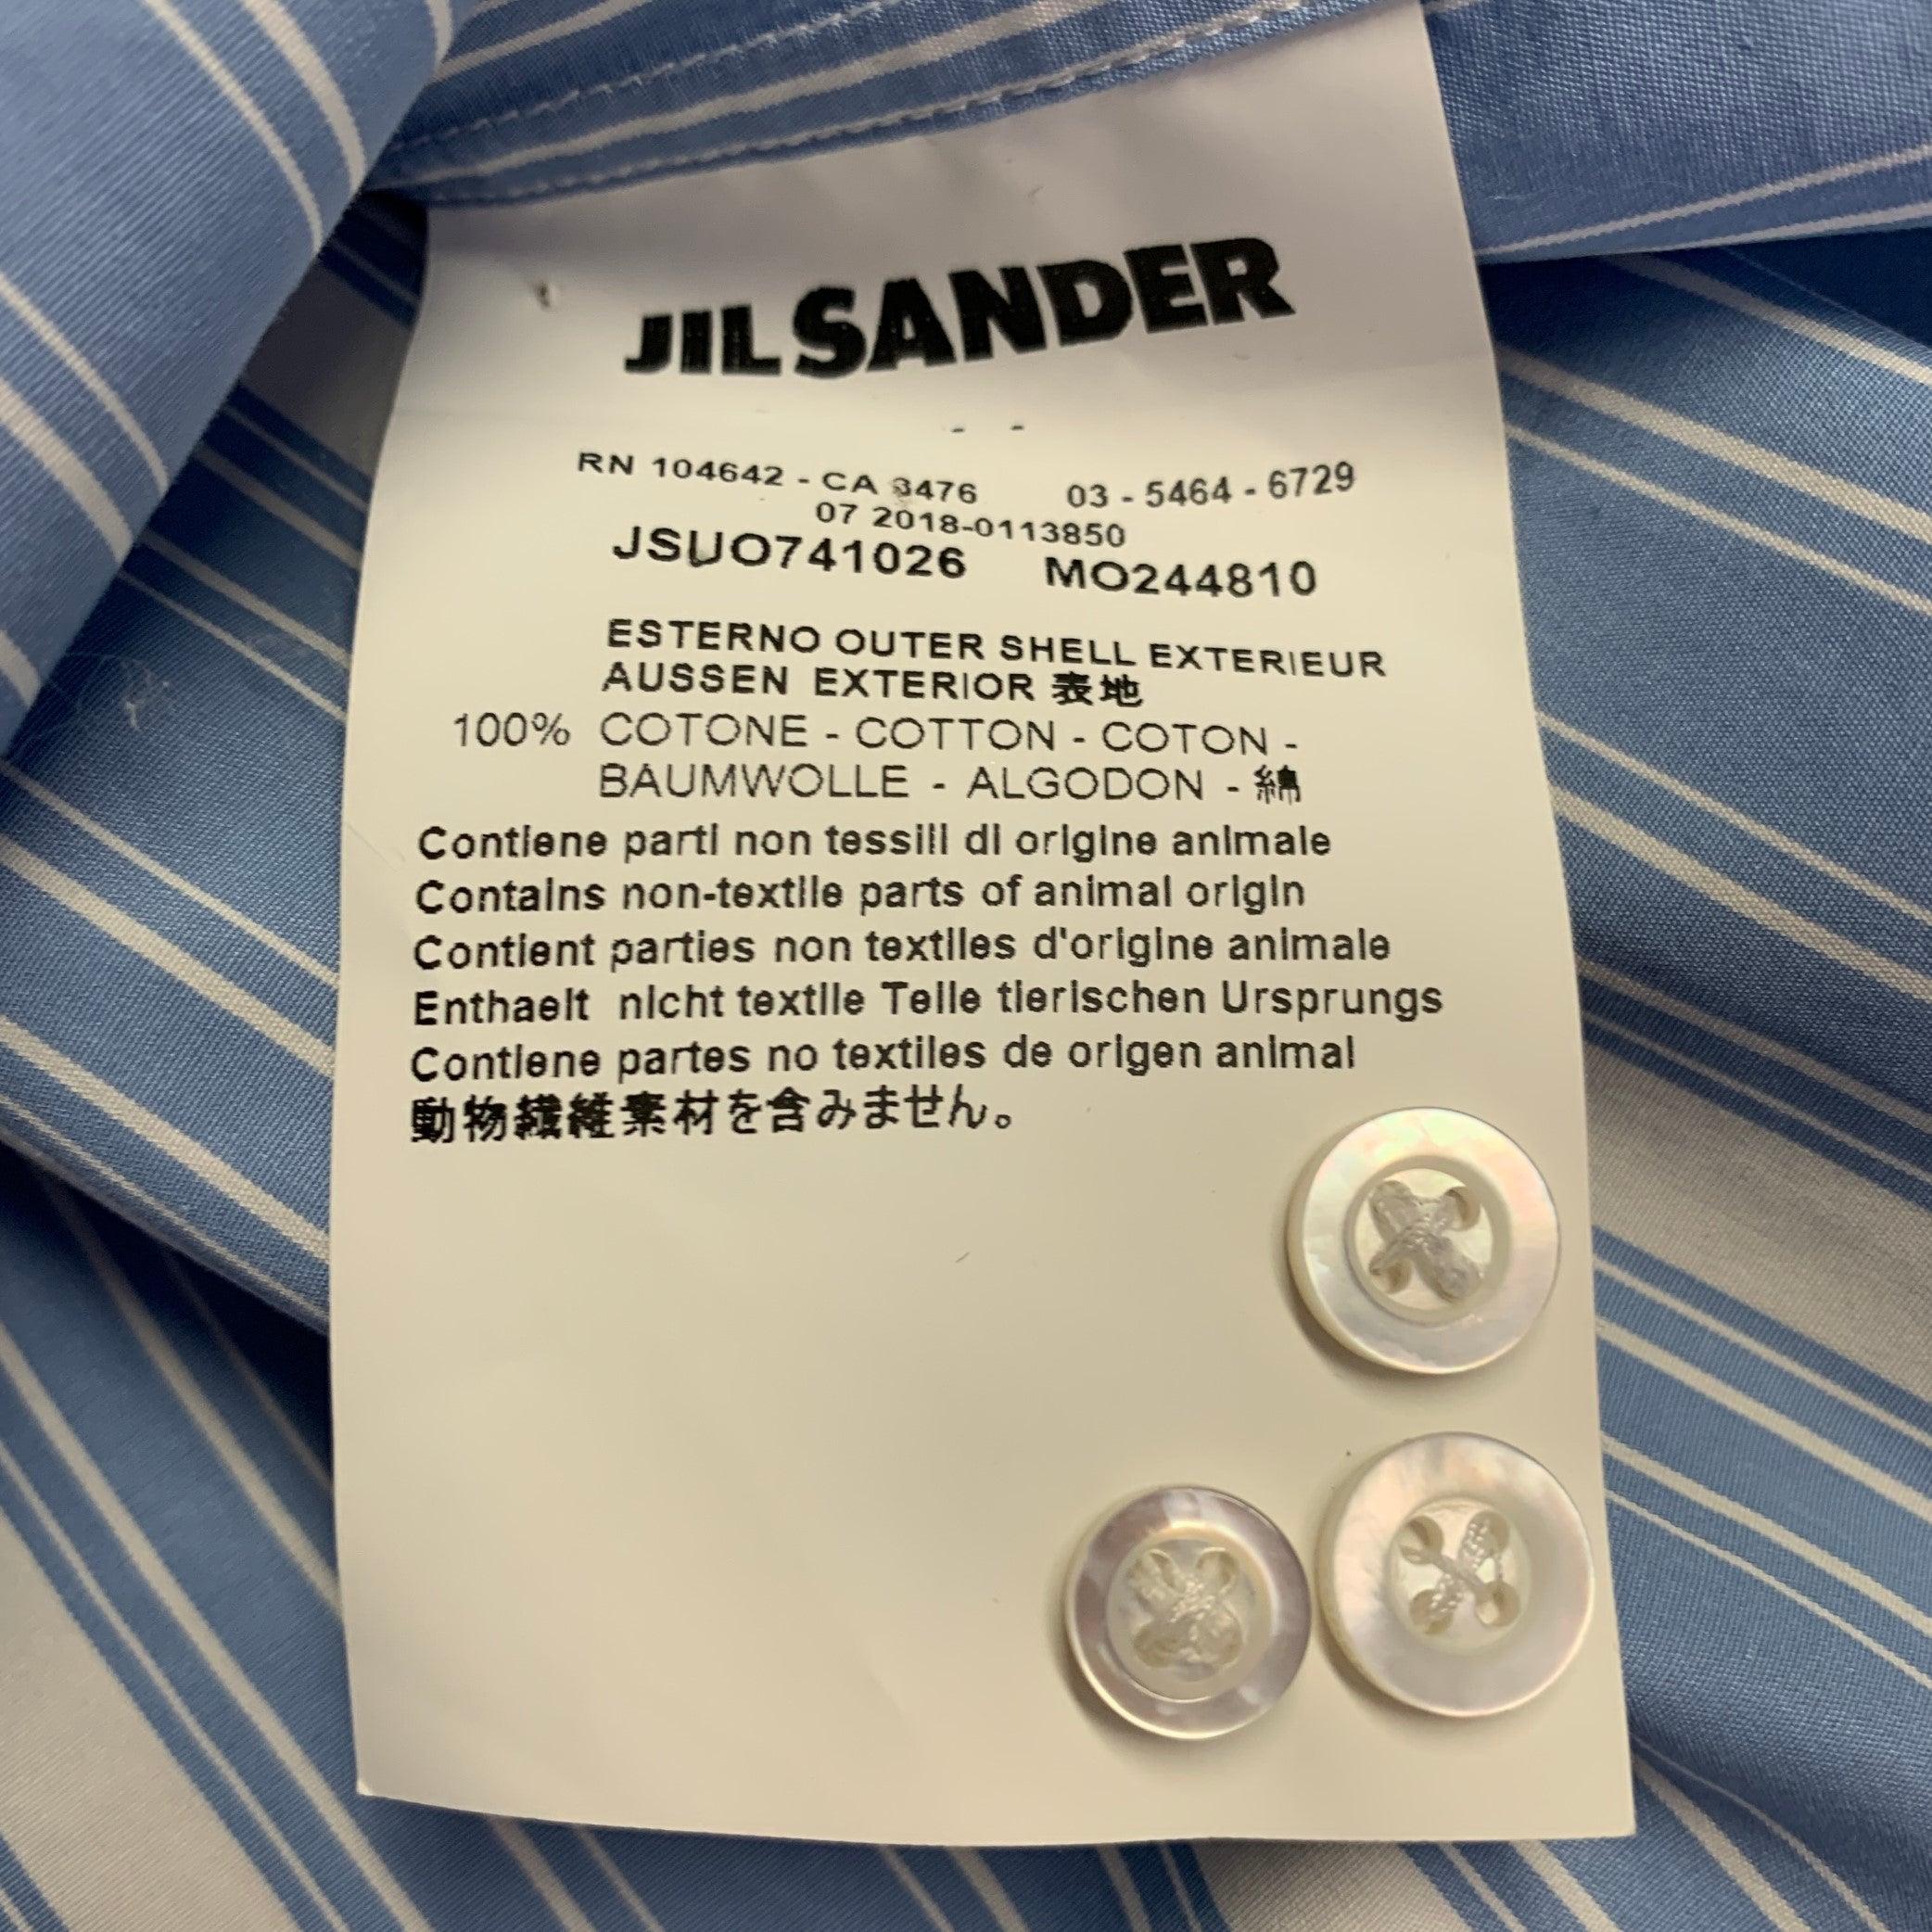 JIL SANDER
- -
RN 104642 - CA 3476 03 - 5464 - 6729
07 2018-0113850
JSUO741026 MO244810
ESTERNO OUTER SHELL EXTERIEUR
AUSSEN EXTERIOR 表地
100% COTONE - COTTON - COTON -
BAUMWOLLE - ALGODON - 綿
Contiene parti non tessili di origine animale
Contains non-textile parts of animal origin
Contient parties non textiles d'origine animale
Enthaelt nicht textile Teile tierischen Ursprungs
Contiene partes no textiles de origen animal
動物繊維素材を含みません。